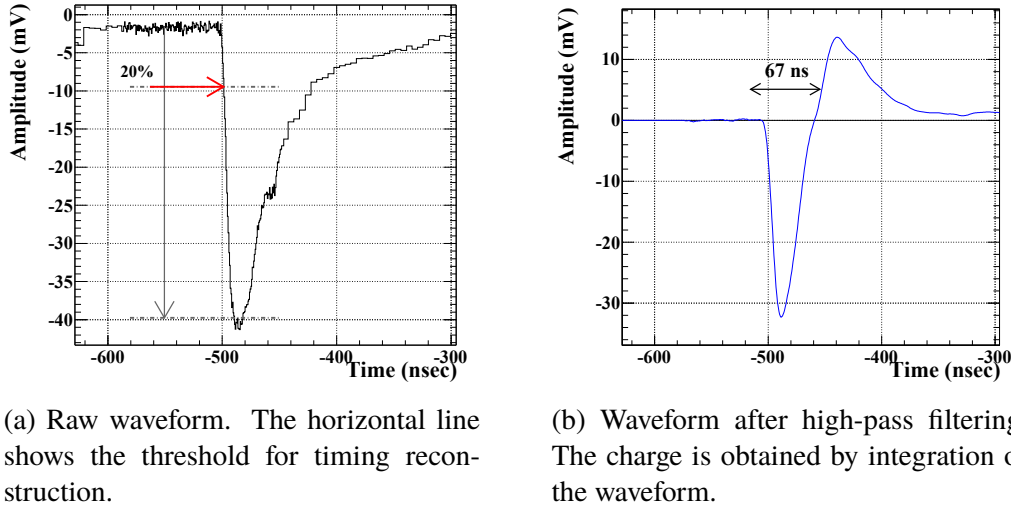 Amplitude (mV)
0
-5
-10
-15
-20
-25
-30
-35
-40
20%
-600
-500
-400
-300
Time (nsec)
Amplitude (mV)
10
0
-10
-20
-30
67 ns
-600
-500
-400
-300
Time (nsec)
(a) Raw waveform. The horizontal line
shows the threshold for timing recon-
struction.
(b) Waveform after high-pass filtering
The charge is obtained by integration o
the waveform.